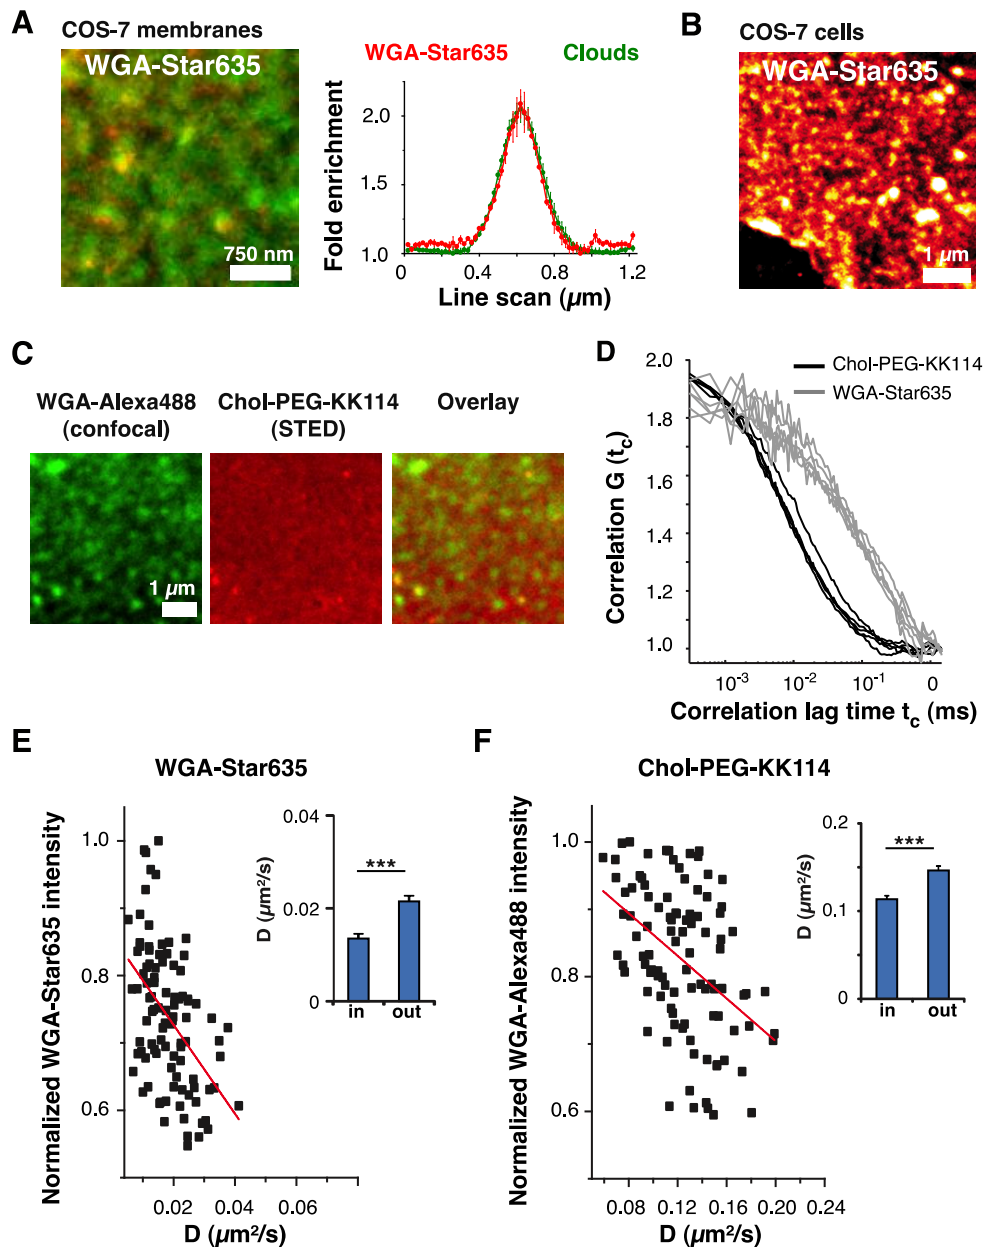 A
COS-7 membranes
WGA-Star635
750 nm
WGA-Star635 Clouds
Fold enrichment
2.0
1.5
1.0
0 0.4 0.8 1.2
Line scan (µm)
B
COS-7 cells
WGA-Star635
1 µm
C
WGA-Alexa488
(confocal)
Chol-PEG-KK114
(STED)
Overlay
1 µm
D
Chol-PEG-KK114
WGA-Star635
Correlation G (tc)
2.0
1.8
1.6
1.4
1.2
1.0
10-3 10-2 10-1 0
Correlation lag time tc (ms)
E
WGA-Star635
Normalized WGA-Star635 intensity
1.0
0.8
0.6
0.02 0.04 0.06
D (µm²/s)
D (µm²/s)
0.04
0.02
0
***
in out
F
Chol-PEG-KK114
Normalized WGA-Alexa488 intensity
1.0
0.8
0.6
0.08 0.12 0.16 0.20 0.24
D (µm²/s)
D (µm²/s)
0.2
0.1
0
***
in out